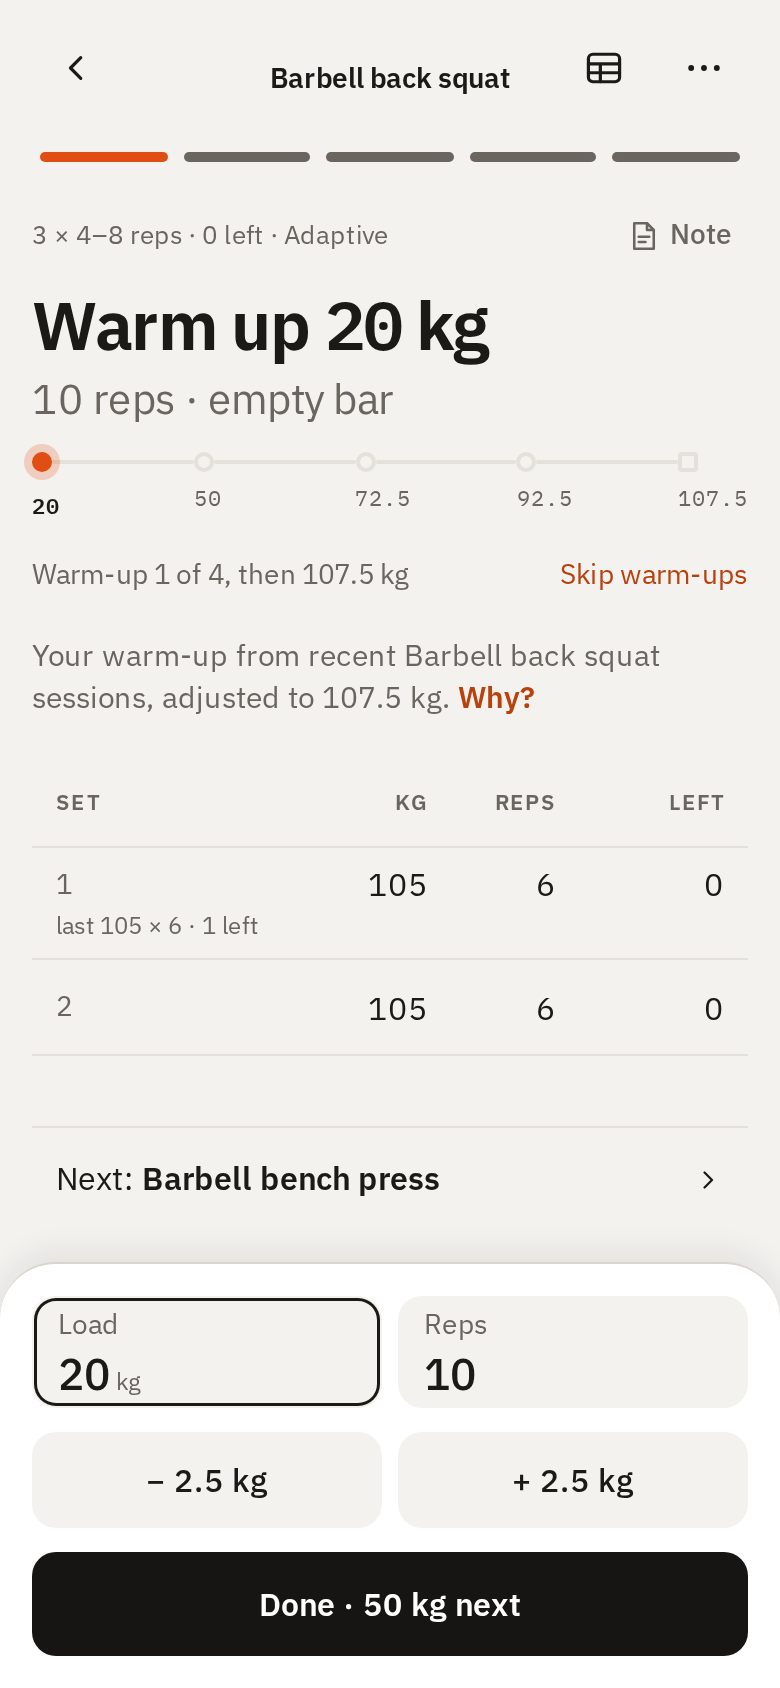 Barbell back squat
3 × 4–8 reps · 0 left · Adaptive
Note
Warm up 20 kg
10 reps · empty bar
20 50 72.5 92.5 107.5
Warm-up 1 of 4, then 107.5 kg
Skip warm-ups
Your warm-up from recent Barbell back squat
sessions, adjusted to 107.5 kg. Why?
SET KG REPS LEFT
1 105 6 0
last 105 × 6 · 1 left
2 105 6 0
Next: Barbell bench press
Load
20 kg
Reps
10
– 2.5 kg
+ 2.5 kg
Done · 50 kg next